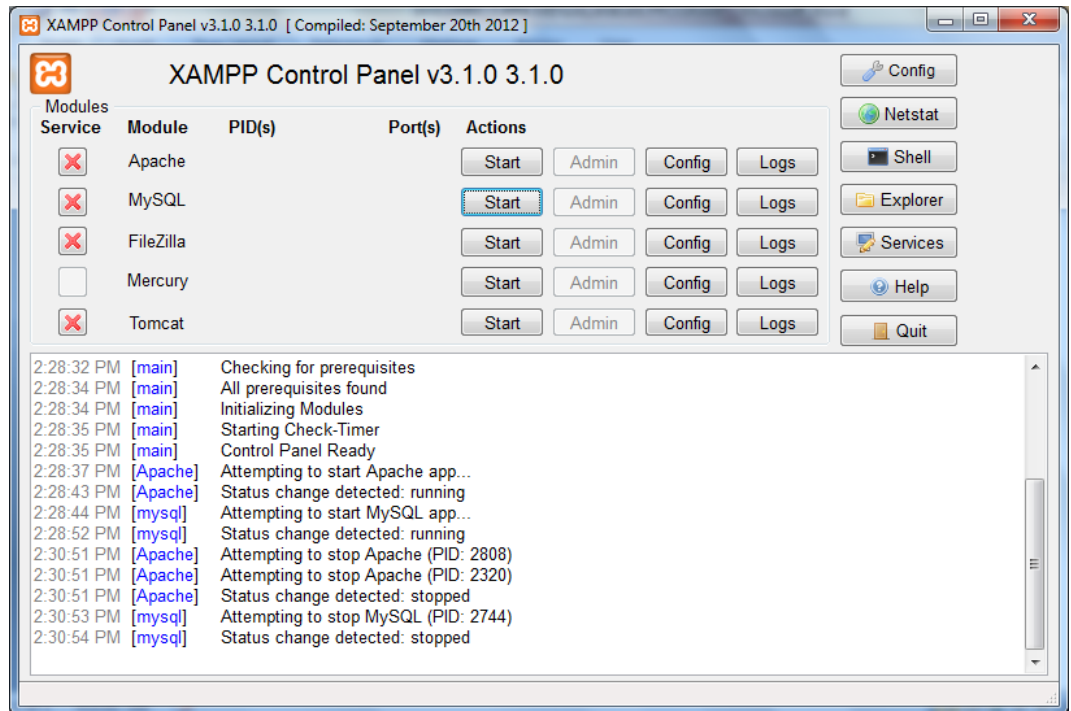 XAMPP Control Panel v3.1.0 3.1.0 [ Compiled: September 20th 2012 ]
XAMPP Control Panel v3.1.0 3.1.0
Config
Modules
Service Module PID(s) Port(s) Actions
Netstat
Apache Start Admin Config Logs
Shell
MySQL Start Admin Config Logs
Explorer
FileZilla Start Admin Config Logs
Services
Mercury Start Admin Config Logs
Help
Tomcat Start Admin Config Logs
Quit
2:28:32 PM [main] Checking for prerequisites
2:28:34 PM [main] All prerequisites found
2:28:34 PM [main] Initializing Modules
2:28:35 PM [main] Starting Check-Timer
2:28:35 PM [main] Control Panel Ready
2:28:37 PM [Apache] Attempting to start Apache app...
2:28:43 PM [Apache] Status change detected: running
2:28:44 PM [mysql] Attempting to start MySQL app...
2:28:52 PM [mysql] Status change detected: running
2:30:51 PM [Apache] Attempting to stop Apache (PID: 2808)
2:30:51 PM [Apache] Attempting to stop Apache (PID: 2320)
2:30:51 PM [Apache] Status change detected: stopped
2:30:53 PM [mysql] Attempting to stop MySQL (PID: 2744)
2:30:54 PM [mysql] Status change detected: stopped